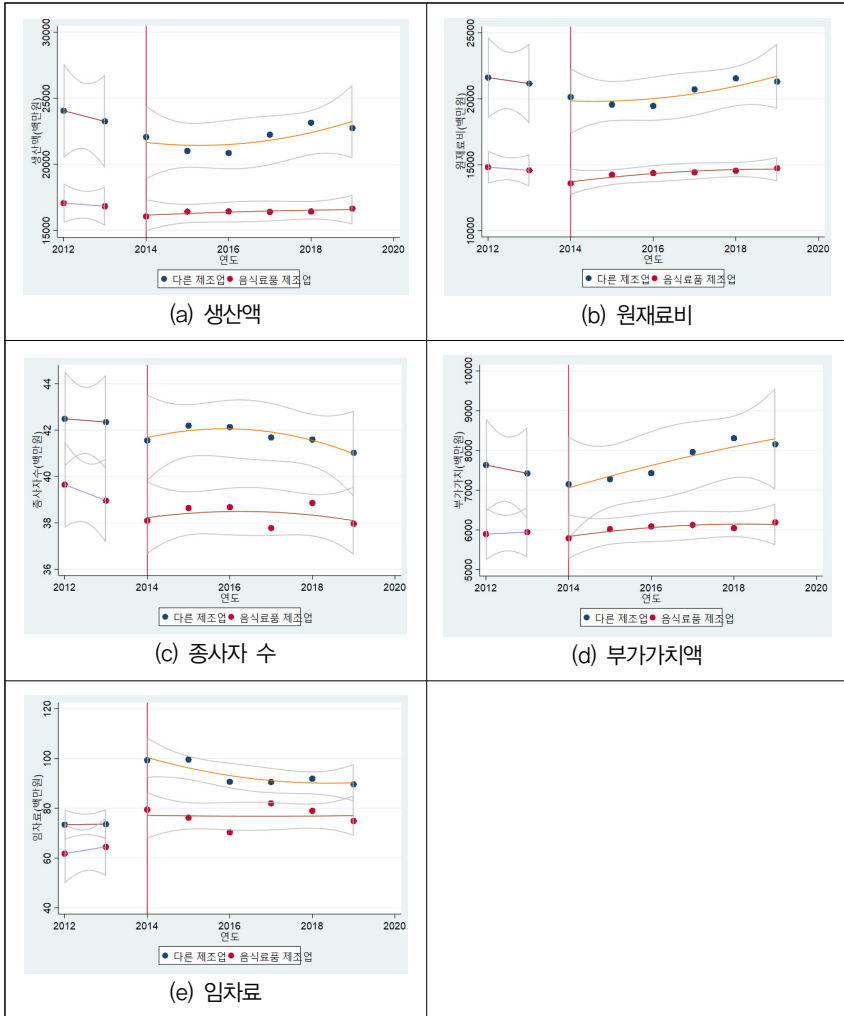 생산액(백만원)
30000
25000
20000
15000
2012 2014 2016 2018 2020
연도
다른 제조업 음식료품 제조업
(a) 생산액
원재료비(백만원)
25000
20000
15000
10000
2012 2014 2016 2018 2020
연도
다른 제조업 음식료품 제조업
(b) 원재료비
종사자수(백만원)
44
42
40
38
36
2012 2014 2016 2018 2020
연도
다른 제조업 음식료품 제조업
(c) 종사자 수
부가가치(백만원)
10000
9000
8000
7000
6000
5000
2012 2014 2016 2018 2020
연도
다른 제조업 음식료품 제조업
(d) 부가가치액
임차료(백만원)
120
100
80
60
40
2012 2014 2016 2018 2020
연도
다른 제조업 음식료품 제조업
(e) 임차료